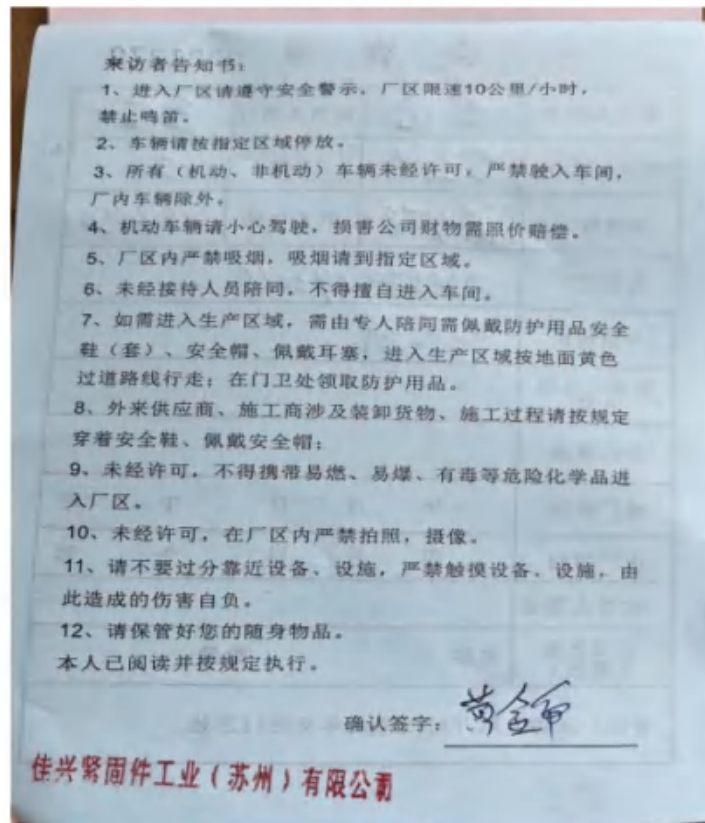 来访者告知书:
1、进入厂区请遵守安全警示，厂区限速10公里/小时，
禁止鸣笛。
2、车辆请按指定区域停放。
3、所有（机动、非机动）车辆未经许可，严禁驶入车间，
厂内车辆除外。
4、机动车辆请小心驾驶，损害公司财物需照价赔偿。
5、厂区内严禁吸烟，吸烟请到指定区域。
6、未经接待人员陪同，不得擅自进入车间。
7、如需进入生产区域，需由专人陪同需佩戴防护用品安全
鞋（套）、安全帽、佩戴耳塞，进入生产区域按地面黄色
过道路线行走；在门卫处领取防护用品。
8、外来供应商、施工商涉及装卸货物、施工过程请按规定
穿着安全鞋、佩戴安全帽；
9、未经许可，不得携带易燃、易爆、有毒等危险化学品进
入厂区。
10、未经许可，在厂区内严禁拍照，摄像。
11、请不要过分靠近设备、设施，严禁触摸设备、设施，由
此造成的伤害自负。
12、请保管好您的随身物品。
本人已阅读并按规定执行。
确认签字：黄
佳兴紧固件工业（苏州）有限公司